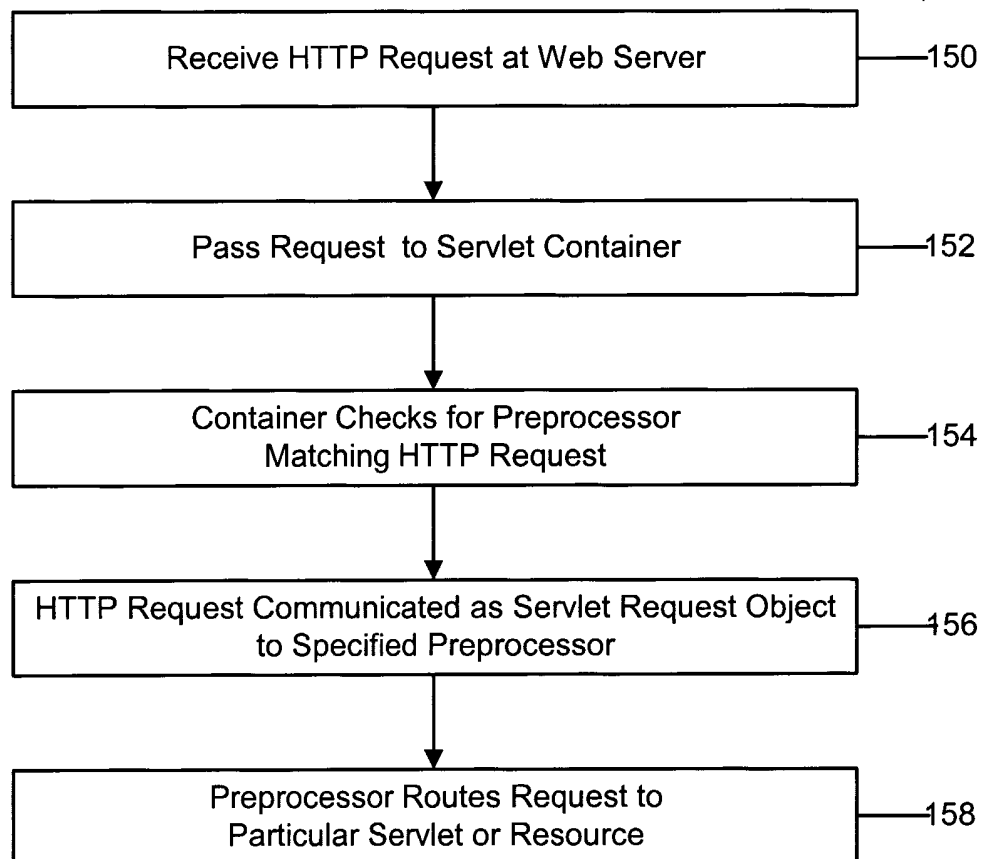 Receive HTTP Request at Web Server
150
Pass Request to Servlet Container
152
Container Checks for Preprocessor
Matching HTTP Request
154
HTTP Request Communicated as Servlet Request Object
to Specified Preprocessor
156
Preprocessor Routes Request to
Particular Servlet or Resource
158